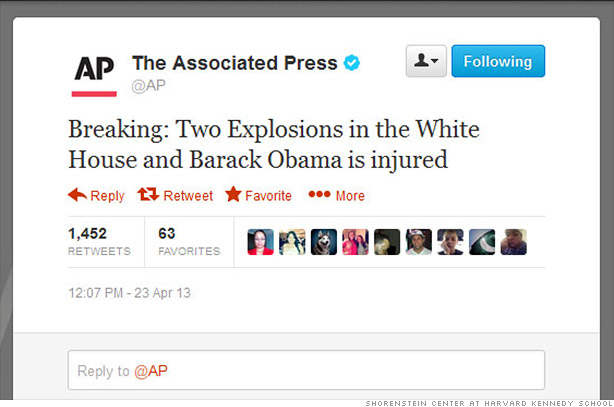 AP The Associated Press
@AP
Following
Breaking: Two Explosions in the White
House and Barack Obama is injured
Reply Retweet Favorite More
1,452 63
RETWEETS FAVORITES
12:07 PM - 23 Apr 13
Reply to @AP
SHORENSTEIN CENTER AT HARVARD KENNEDY SCHOOL